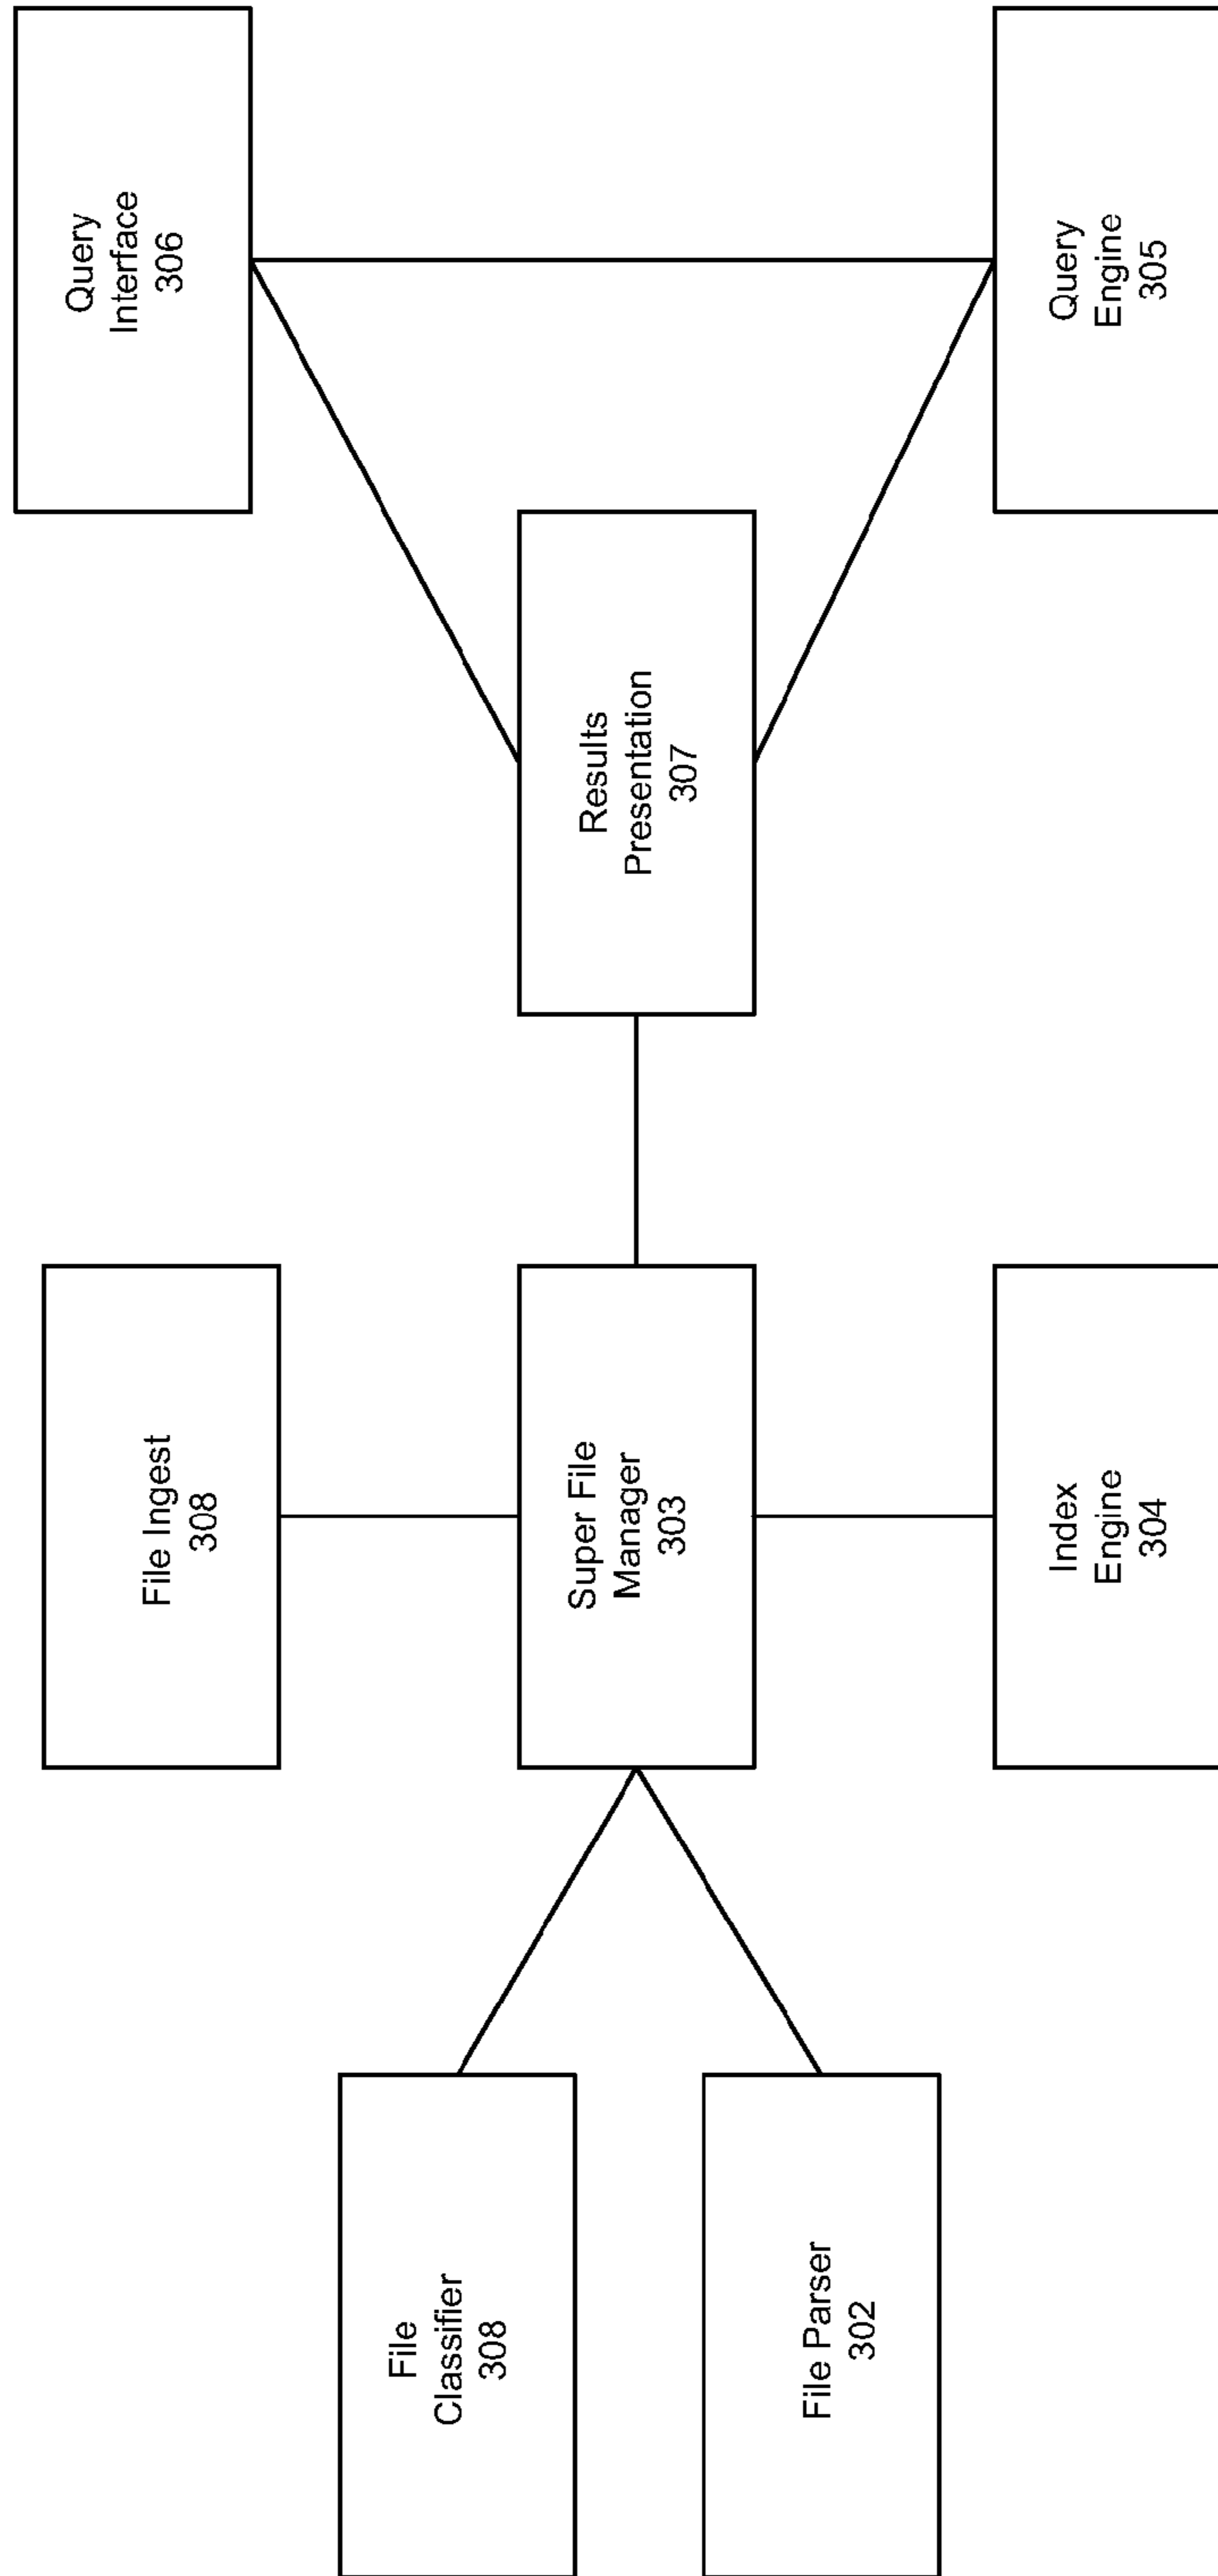 File Ingest
308
Query
Interface
306
File
Classifier
308
Super File
Manager
303
Results
Presentation
307
File Parser
302
Index
Engine
304
Query
Engine
305